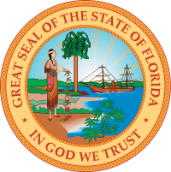 GREAT SEAL OF THE STATE OF FLORIDA
IN GOD WE TRUST